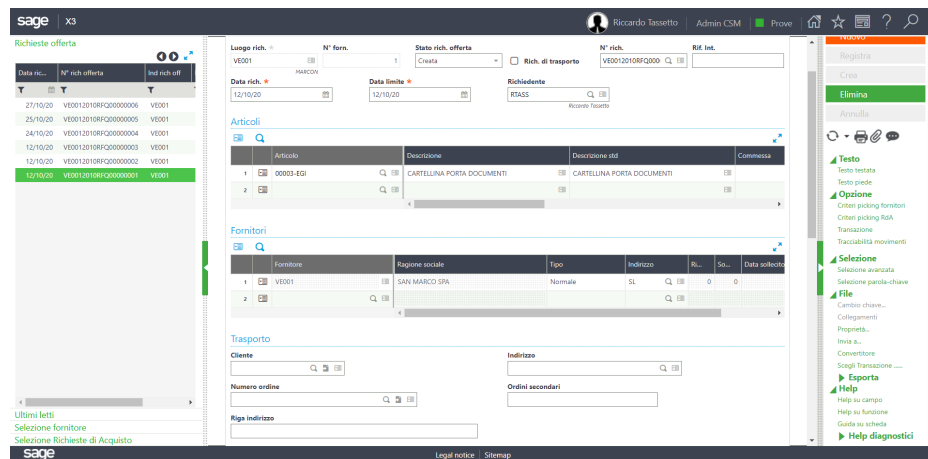 sage X3 Riccardo Tassetto Admin CSM Prove
Richieste offerta
Data ric... N° rich offerta Ind rich off
27/10/20 VE0012010RFQ00000006 VE001
25/10/20 VE0012010RFQ00000005 VE001
24/10/20 VE0012010RFQ00000004 VE001
12/10/20 VE0012010RFQ00000003 VE001
12/10/20 VE0012010RFQ00000002 VE001
12/10/20 VE0012010RFQ00000001 VE001
Ultimi letti
Selezione fornitore
Selezione Richieste di Acquisto
Luogo rich. * N° forn. Stato rich. offerta N° rich. Rif. Int.
VE001 1 Creata Rich. di trasporto VE0012010RFQ000
MARCON
Data rich. * Data limite * Richiedente
12/10/20 12/10/20 RTASS
Riccardo Tassetto
Articoli
Articolo Descrizione Descrizione std Commessa
1 00003-EGI CARTELLINA PORTA DOCUMENTI CARTELLINA PORTA DOCUMENTI
2
Fornitori
Fornitore Ragione sociale Tipo Indirizzo Ri... So... Data sollecito
1 VE001 SAN MARCO SPA Normale SL 0 0
2
Trasporto
Cliente Indirizzo
Numero ordine Ordini secondari
Riga indirizzo
Nuovo
Registra
Crea
Elimina
Annulla
Testo
Testo testata
Testo piede
Opzione
Criteri picking fornitori
Criteri picking RdA
Transazione
Tracciabilità movimenti
Selezione
Selezione avanzata
Selezione parola-chiave
File
Cambio chiave...
Collegamenti
Proprietà...
Invia a...
Convertitore
Scegli Transazione .....
Esporta
Help
Help su campo
Help su funzione
Guida su scheda
Help diagnostici
sage Legal notice Sitemap